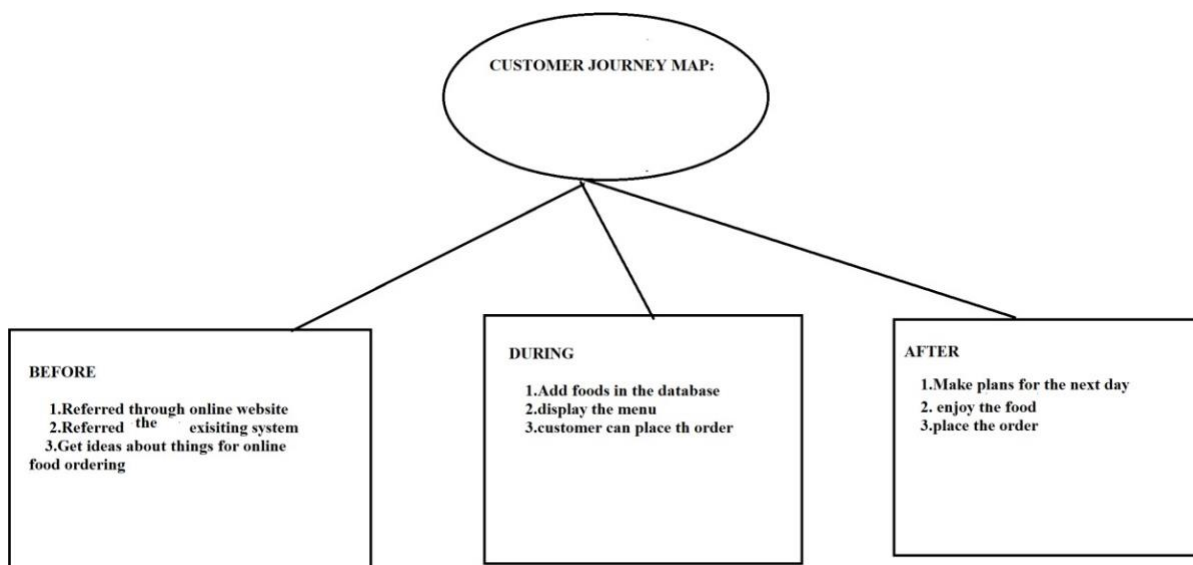 CUSTOMER JOURNEY MAP:
BEFORE
1.Referred through online website
2.Referred the exisiting system
3.Get ideas about things for online
food ordering
DURING
1.Add foods in the database
2.display the menu
3.customer can place th order
AFTER
1.Make plans for the next day
2. enjoy the food
3.place the order